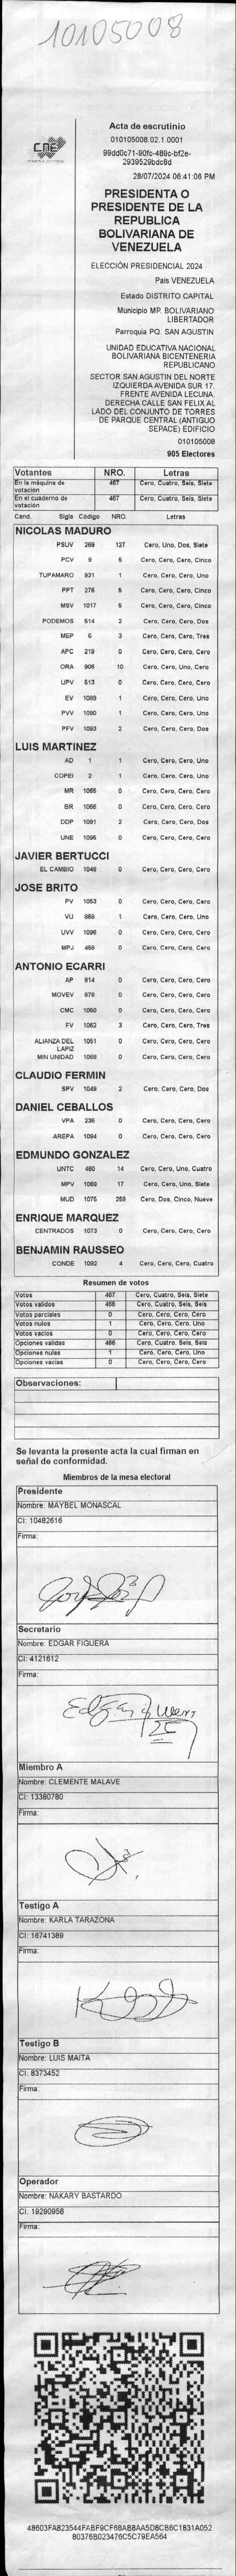 10105008
CNE
Acta de escrutinio
010105008.02.1.0001
99dd0c71-90fc-469c-bf2e-
2939529bdc8d
28/07/2024 06:41:06 PM
PRESIDENTA O
PRESIDENTE DE LA
REPUBLICA
BOLIVARIANA DE
VENEZUELA
ELECCIÓN PRESIDENCIAL 2024
Pais VENEZUELA
Estado DISTRITO CAPITAL
Municipio MP. BOLIVARIANO
LIBERTADOR
Parroquia PQ. SAN AGUSTIN
UNIDAD EDUCATIVA NACIONAL
BOLIVARIANA BICENTENERIA
REPUBLICANO
SECTOR SAN AGUSTIN DEL NORTE
IZQUIERDA AVENIDA SUR 17.
FRENTE AVENIDA LECUNA.
DERECHA CALLE SAN FELIX AL
LADO DEL CONJUNTO DE TORRES
DE PARQUE CENTRAL (ANTIGUO
SEPACE) EDIFICIO
010105008
905 Electores
Votantes NRO. Letras
En la máquina de votación 467 Cero, Cuatro, Seis, Siete
En el cuaderno de votación 467 Cero, Cuatro, Seis, Siete
Cand. Sigla Código NRO. Letras
NICOLAS MADURO
PSUV 269 127 Cero, Uno, Dos, Siete
PCV 9 5 Cero, Cero, Cero, Cinco
TUPAMARO 931 1 Cero, Cero, Cero, Uno
PPT 276 5 Cero, Cero, Cero, Cinco
MSV 1017 5 Cero, Cero, Cero, Cinco
PODEMOS 514 2 Cero, Cero, Cero, Dos
MEP 6 3 Cero, Cero, Cero, Tres
APC 219 0 Cero, Cero, Cero, Cero
ORA 906 10 Cero, Cero, Uno, Cero
UPV 513 0 Cero, Cero, Cero, Cero
EV 1089 1 Cero, Cero, Cero, Uno
PVV 1090 1 Cero, Cero, Cero, Uno
PFV 1093 2 Cero, Cero, Cero, Dos
LUIS MARTINEZ
AD 1 1 Cero, Cero, Cero, Uno
COPEI 2 1 Cero, Cero, Cero, Uno
MR 1065 0 Cero, Cero, Cero, Cero
BR 1066 0 Cero, Cero, Cero, Cero
DDP 1091 2 Cero, Cero, Cero, Dos
UNE 1095 0 Cero, Cero, Cero, Cero
JAVIER BERTUCCI
EL CAMBIO 1048 0 Cero, Cero, Cero, Cero
JOSE BRITO
PV 1053 0 Cero, Cero, Cero, Cero
VU 868 1 Cero, Cero, Cero, Uno
UVV 1096 0 Cero, Cero, Cero, Cero
MPJ 458 0 Cero, Cero, Cero, Cero
ANTONIO ECARRI
AP 814 0 Cero, Cero, Cero, Cero
MOVEV 878 0 Cero, Cero, Cero, Cero
CMC 1050 0 Cero, Cero, Cero, Cero
FV 1062 3 Cero, Cero, Cero, Tres
ALIANZA DEL LAPIZ 1051 0 Cero, Cero, Cero, Cero
MIN UNIDAD 1068 0 Cero, Cero, Cero, Cero
CLAUDIO FERMIN
SPV 1049 2 Cero, Cero, Cero, Dos
DANIEL CEBALLOS
VPA 236 0 Cero, Cero, Cero, Cero
AREPA 1094 0 Cero, Cero, Cero, Cero
EDMUNDO GONZALEZ
UNTC 460 14 Cero, Cero, Uno, Cuatro
MPV 1069 17 Cero, Cero, Uno, Siete
MUD 1075 259 Cero, Dos, Cinco, Nueve
ENRIQUE MARQUEZ
CENTRADOS 1073 0 Cero, Cero, Cero, Cero
BENJAMIN RAUSSEO
CONDE 1092 4 Cero, Cero, Cero, Cuatro
Resumen de votos
Votos 467 Cero, Cuatro, Seis, Siete
Votos validos 466 Cero, Cuatro, Seis, Seis
Votos parciales 0 Cero, Cero, Cero, Cero
Votos nulos 1 Cero, Cero, Cero, Uno
Votos vacios 0 Cero, Cero, Cero, Cero
Opciones validas 466 Cero, Cuatro, Seis, Seis
Opciones nulas 1 Cero, Cero, Cero, Uno
Opciones vacias 0 Cero, Cero, Cero, Cero
Observaciones:
Se levanta la presente acta la cual firman en
señal de conformidad.
Miembros de la mesa electoral
Presidente
Nombre: MAYBEL MONASCAL
CI: 10482616
Firma:
Secretario
Nombre: EDGAR FIGUERA
CI: 4121612
Firma:
Miembro A
Nombre: CLEMENTE MALAVE
CI: 13380780
Firma:
Testigo A
Nombre: KARLA TARAZONA
CI: 16741389
Firma:
Testigo B
Nombre: LUIS MAITA
CI: 8373452
Firma:
Operador
Nombre: NAKARY BASTARDO
CI: 19290958
Firma:
48603FA823544FABF9CF68AB8AA5D8CB6C1831A052
80376B023476C5C79EA564